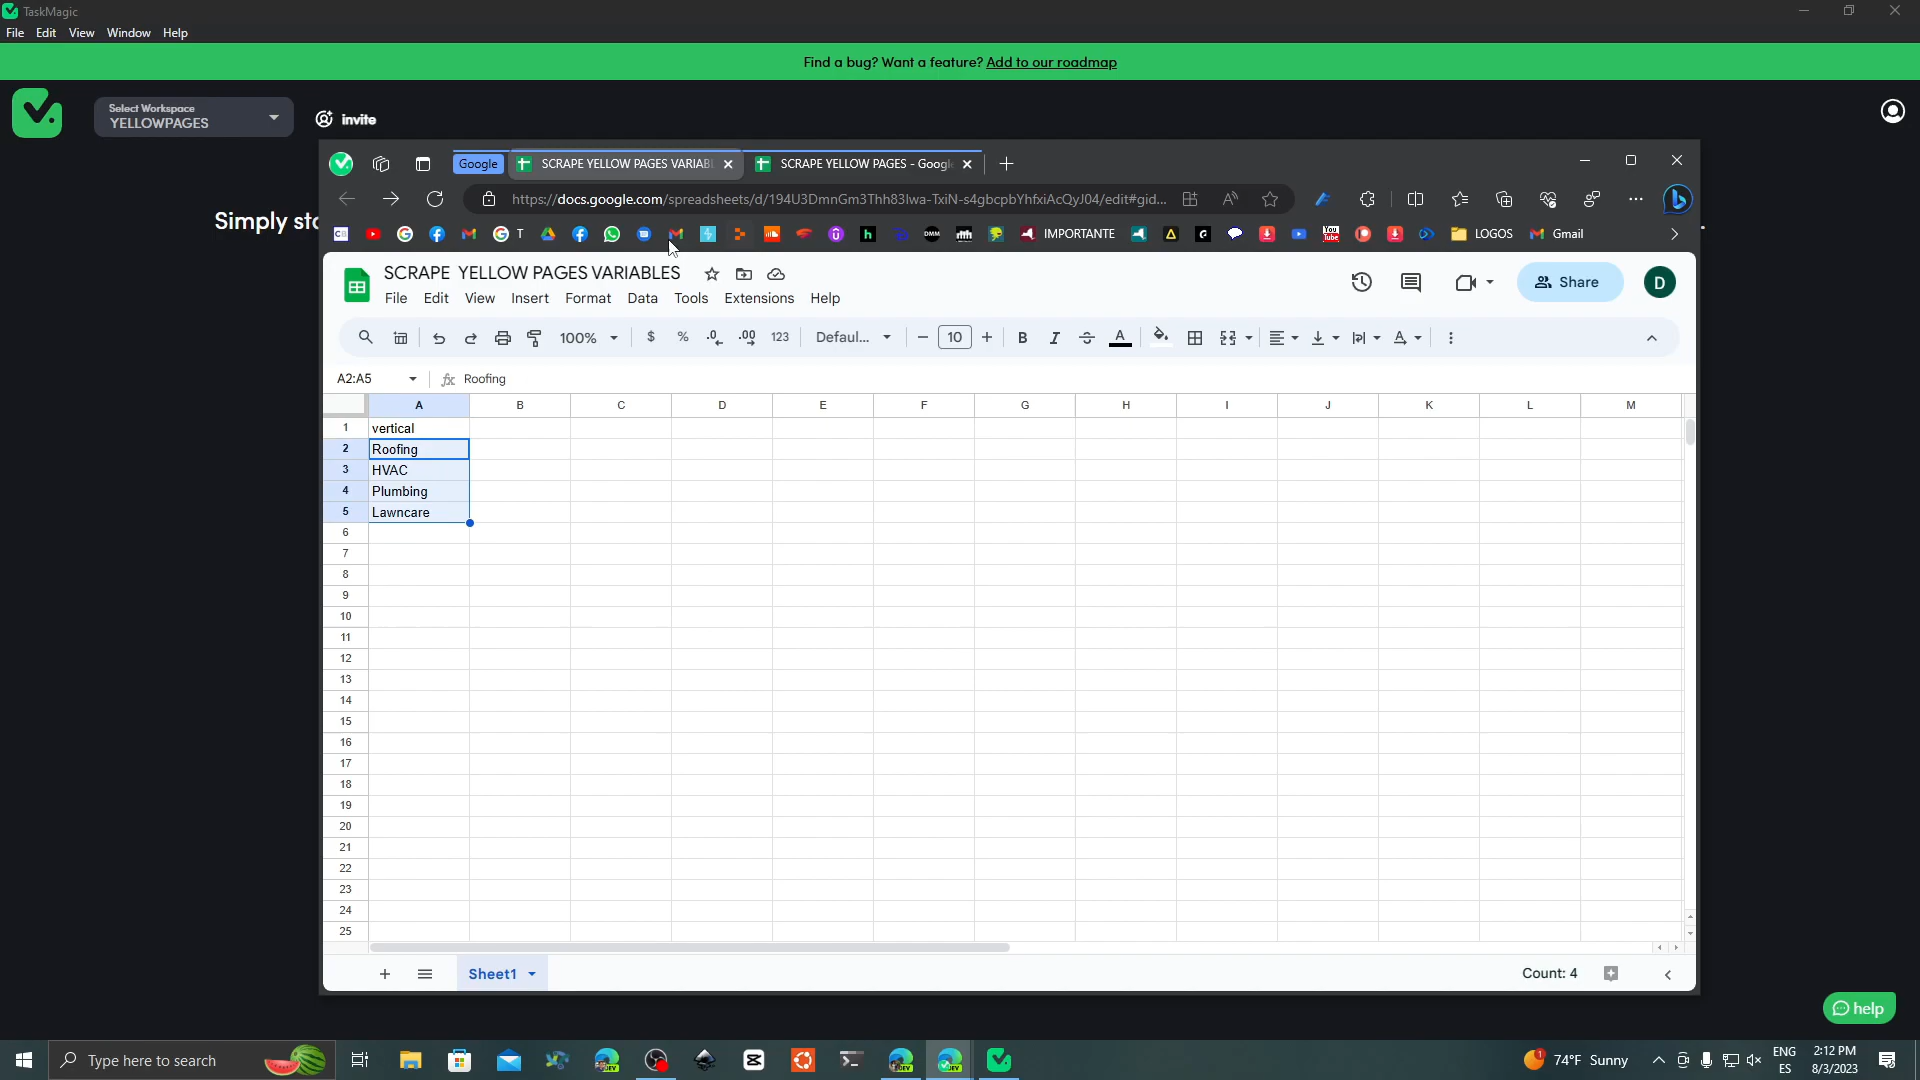 TaskMagic
File Edit View Window Help
Find a bug? Want a feature? Add to our roadmap
Select Workspace
YELLOWPAGES
invite
Simply sta
Google
SCRAPE YELLOW PAGES VARIABL
SCRAPE YELLOW PAGES - Google
https://docs.google.com/spreadsheets/d/194U3DmnGm3Thh83lwa-TxiN-s4gbcpbYhfxiAcQyJ04/edit#gid...
T
IMPORTANTE
LOGOS
Gmail
SCRAPE YELLOW PAGES VARIABLES
File Edit View Insert Format Data Tools Extensions Help
Share
D
100%
$ % .0 .00 123
Defaul...
10
B I A
A2:A5
fx Roofing
A B C D E F G H I J K L M
1 vertical
2 Roofing
3 HVAC
4 Plumbing
5 Lawncare
6
7
8
9
10
11
12
13
14
15
16
17
18
19
20
21
22
23
24
25
Sheet1
Count: 4
help
Type here to search
74°F Sunny
ENG
ES
2:12 PM
8/3/2023